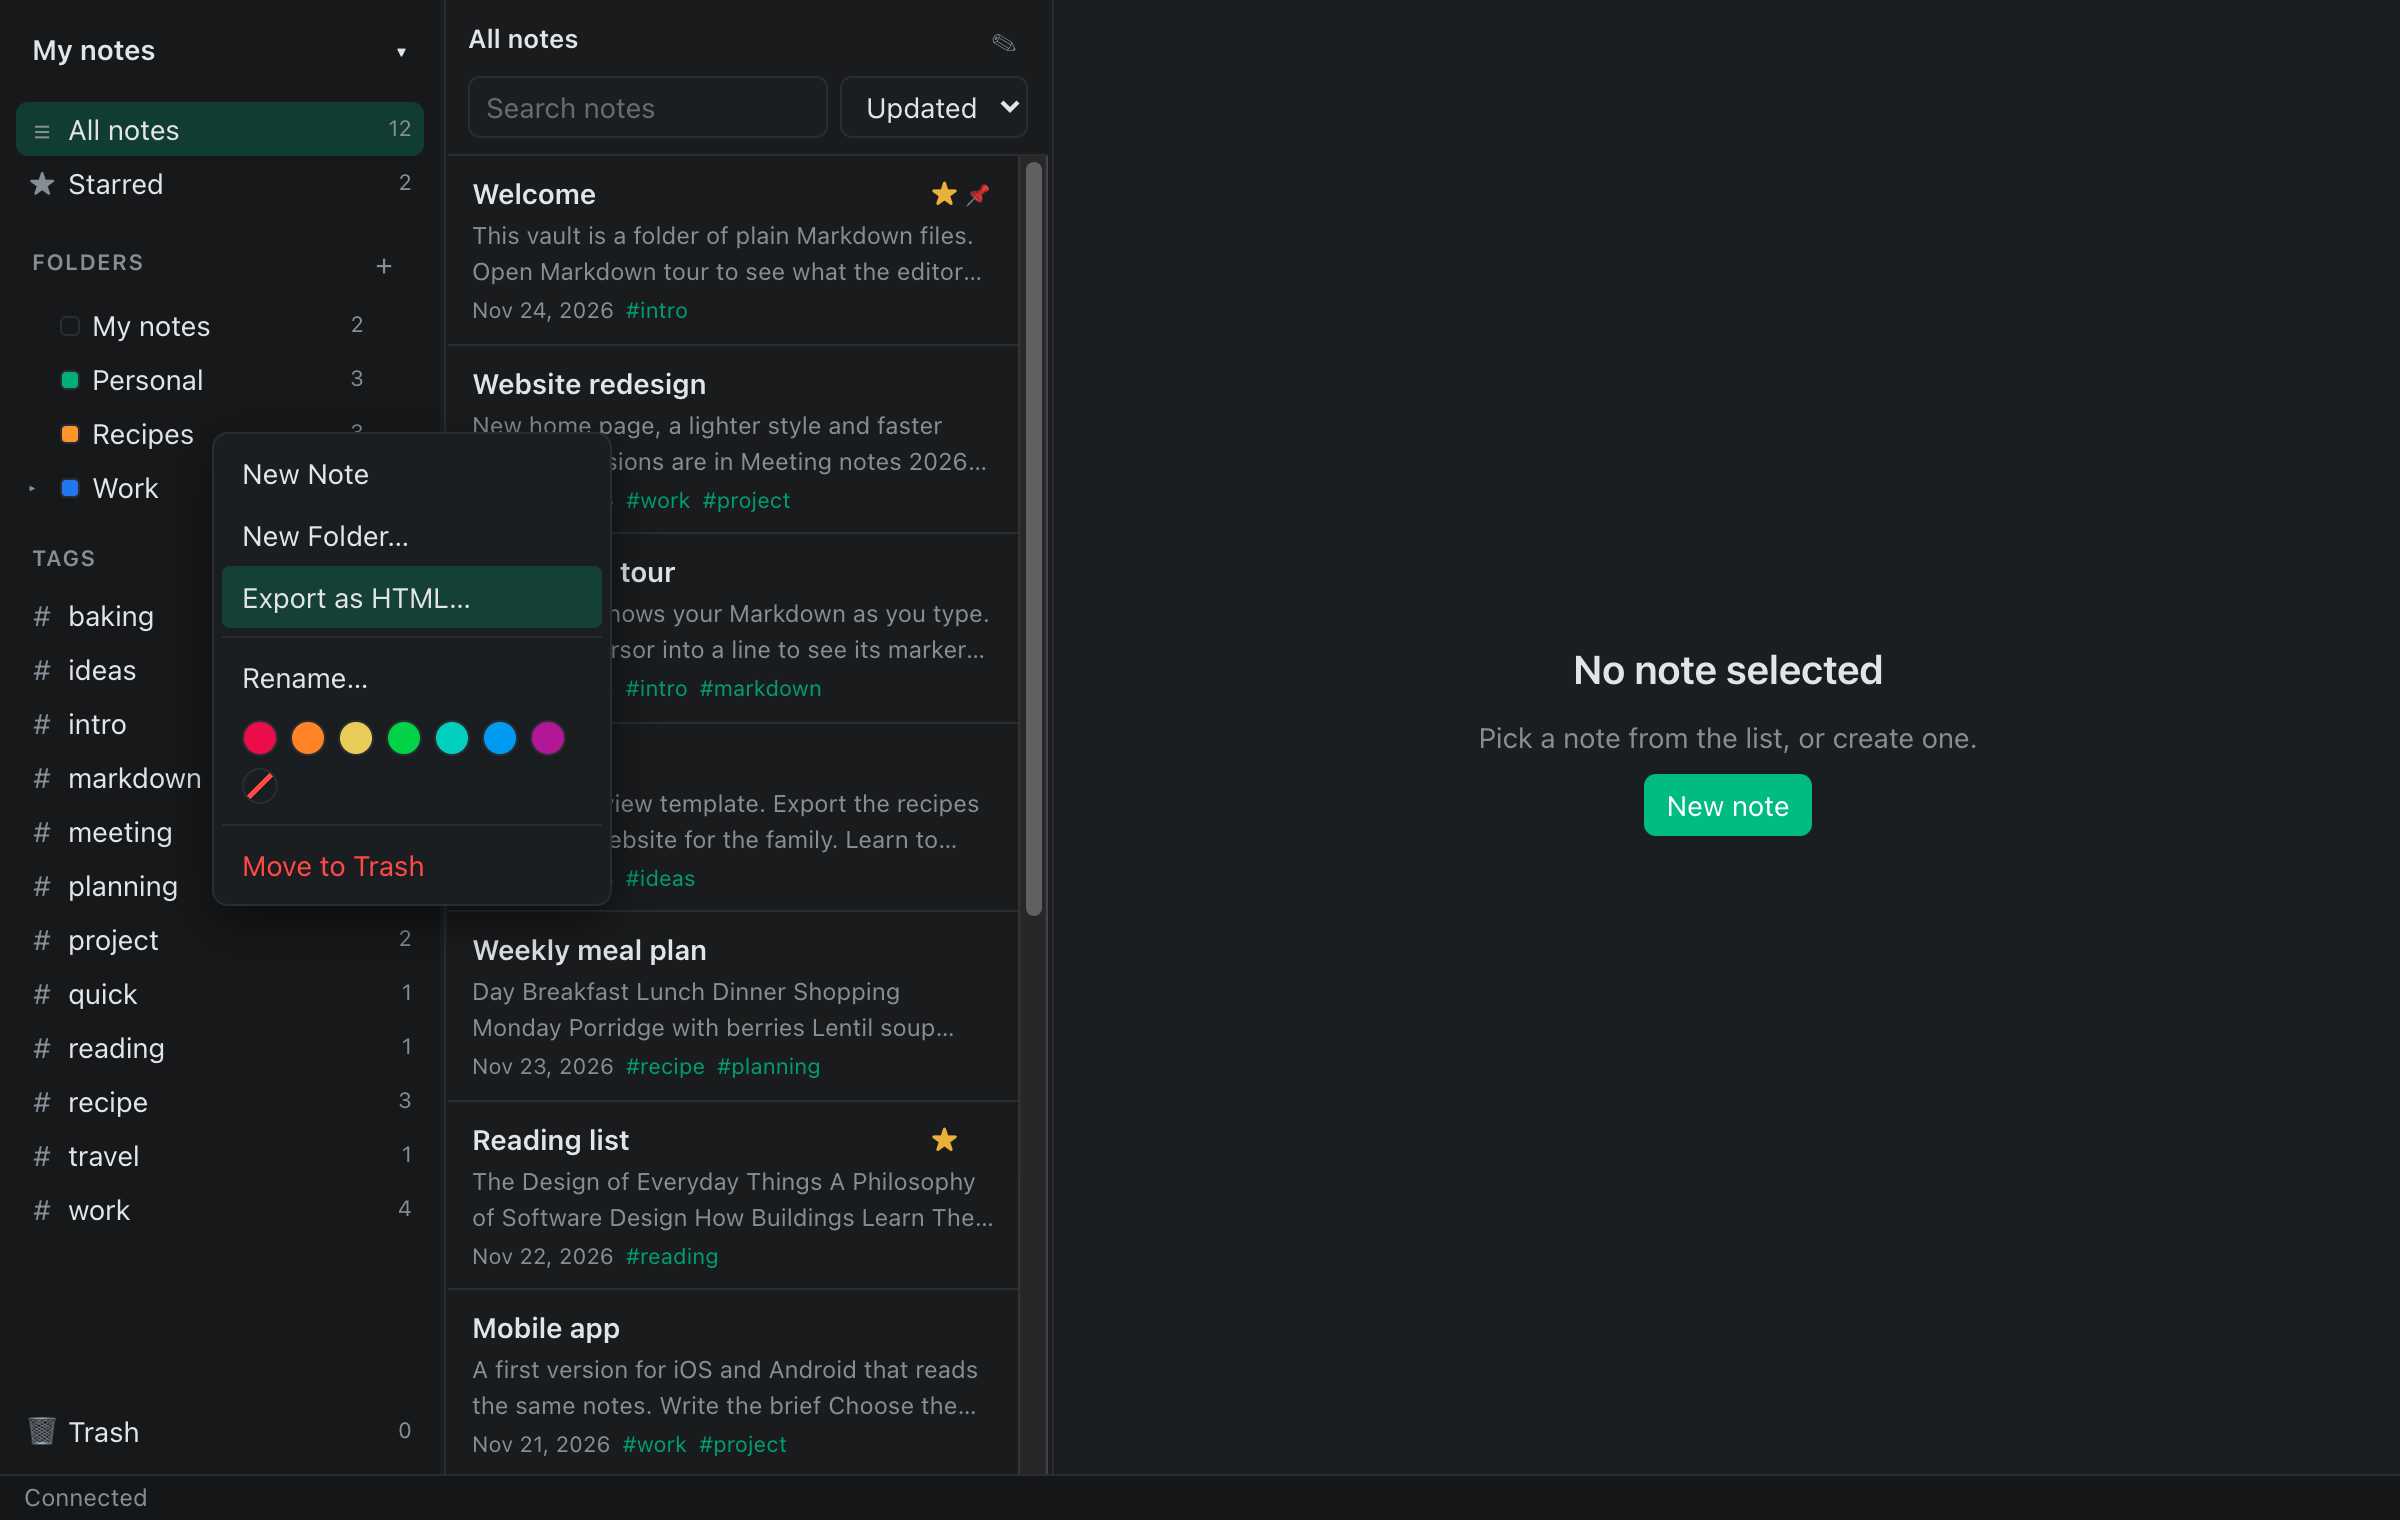 My notes
All notes 12
Starred 2
FOLDERS
My notes 2
Personal 3
Recipes
Work
TAGS
# baking
# ideas
# intro
# markdown
# meeting
# planning
# project 2
# quick 1
# reading 1
# recipe 3
# travel 1
# work 4
Trash 0
Connected
New Note
New Folder...
Export as HTML...
Rename...
Move to Trash
All notes
Search notes
Updated
Welcome
This vault is a folder of plain Markdown files.
Open Markdown tour to see what the editor...
Nov 24, 2026 #intro
Website redesign
New home page, a lighter style and faster
are in Meeting notes 2026...
#work #project
tour
your Markdown as you type.
into a line to see its marker...
#intro #markdown
template. Export the recipes
for the family. Learn to...
#ideas
Weekly meal plan
Day Breakfast Lunch Dinner Shopping
Monday Porridge with berries Lentil soup...
Nov 23, 2026 #recipe #planning
Reading list
The Design of Everyday Things A Philosophy
of Software Design How Buildings Learn The...
Nov 22, 2026 #reading
Mobile app
A first version for iOS and Android that reads
the same notes. Write the brief Choose the...
Nov 21, 2026 #work #project
No note selected
Pick a note from the list, or create one.
New note